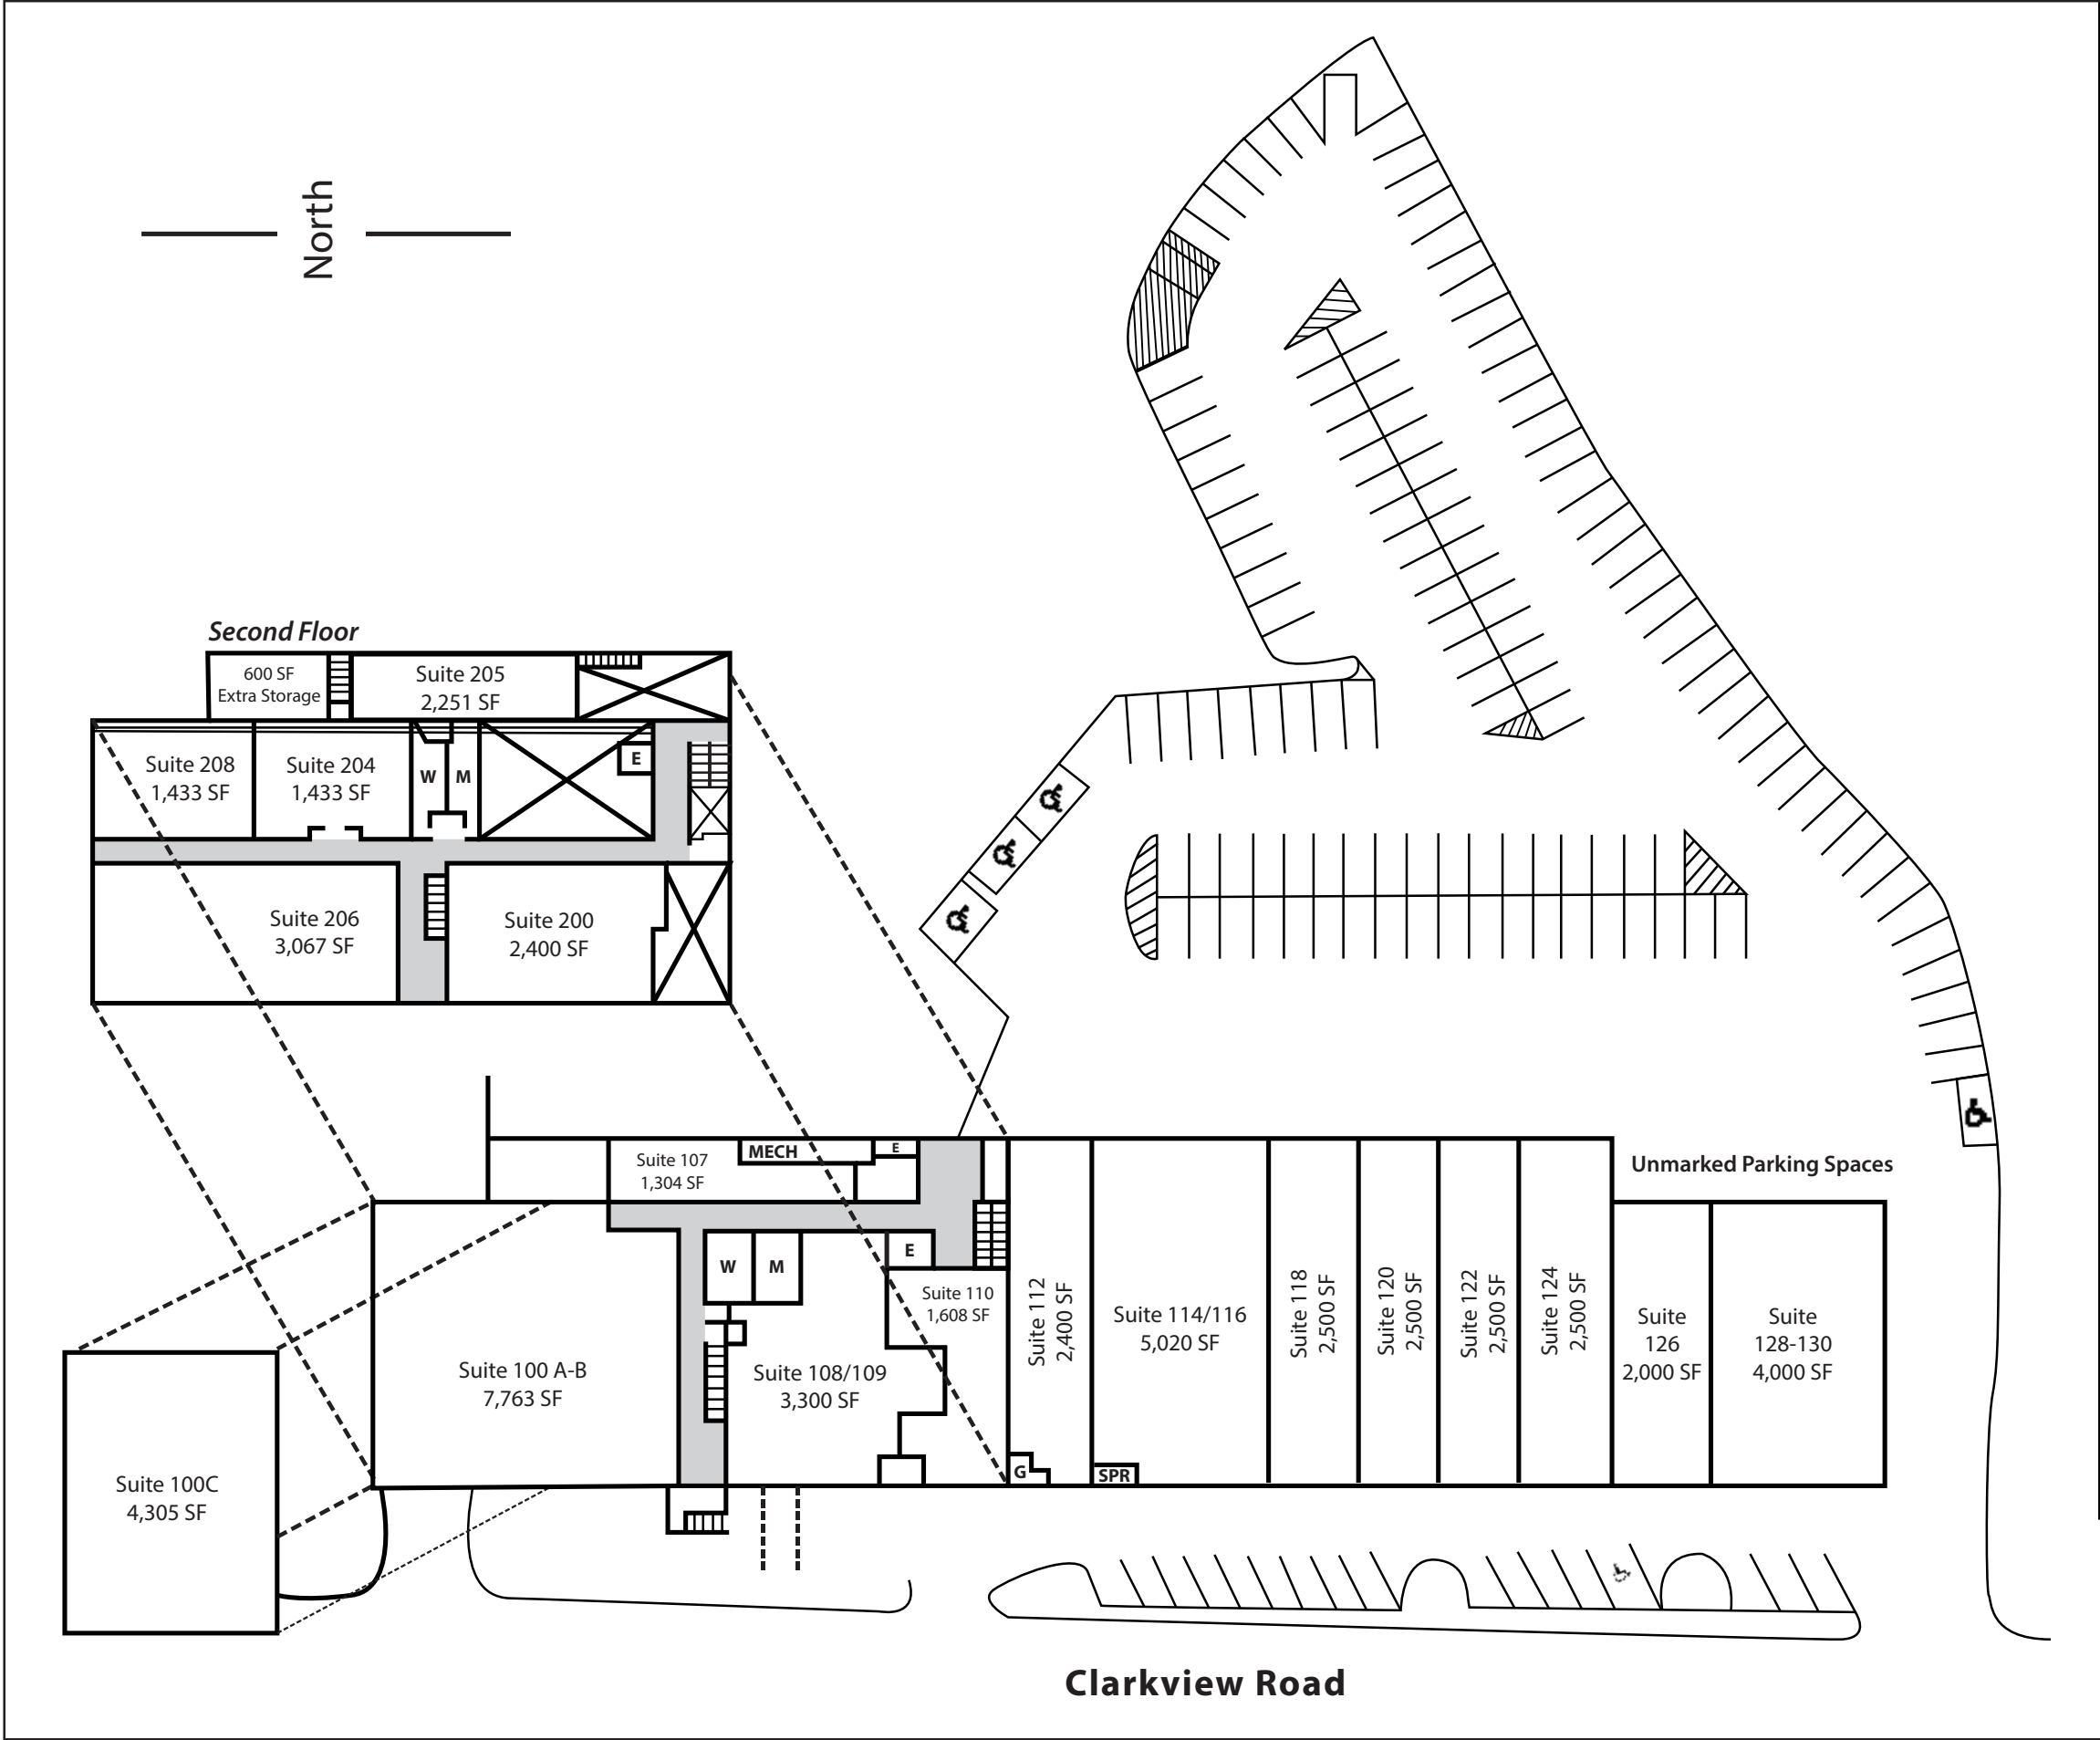 North
Second Floor
600 SF
Extra Storage
Suite 205
2,251 SF
Suite 208
1,433 SF
Suite 204
1,433 SF
W
M
E
Suite 206
3,067 SF
Suite 200
2,400 SF
Suite 107
1,304 SF
MECH
E
Unmarked Parking Spaces
W
M
E
Suite 110
1,608 SF
Suite 100 A-B
7,763 SF
Suite 108/109
3,300 SF
Suite 112
2,400 SF
Suite 114/116
5,020 SF
Suite 118
2,500 SF
Suite 120
2,500 SF
Suite 122
2,500 SF
Suite 124
2,500 SF
Suite
126
2,000 SF
Suite
128-130
4,000 SF
G
SPR
Suite 100C
4,305 SF
Clarkview Road